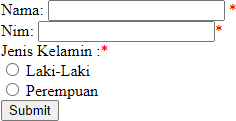 Nama: *
Nim: *
Jenis Kelamin :*
Laki-Laki
Perempuan
Submit